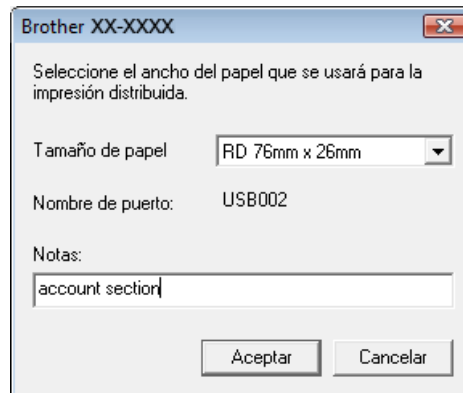 Brother XX-XXXX
Seleccione el ancho del papel que se usará para la
impresión distribuida.
Tamaño de papel RD 76mm x 26mm
Nombre de puerto: USB002
Notas:
account section
Aceptar Cancelar